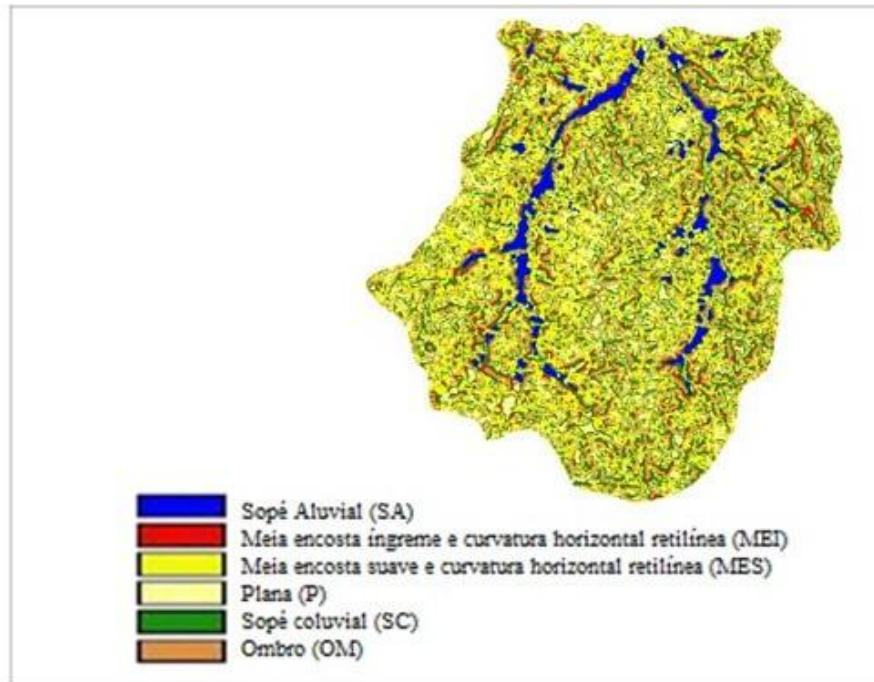 Sopé Aluvial (SA)
Meia encosta íngreme e curvatura horizontal retilínea (MEI)
Meia encosta suave e curvatura horizontal retilínea (MES)
Plana (P)
Sopé coluvial (SC)
Ombro (OM)